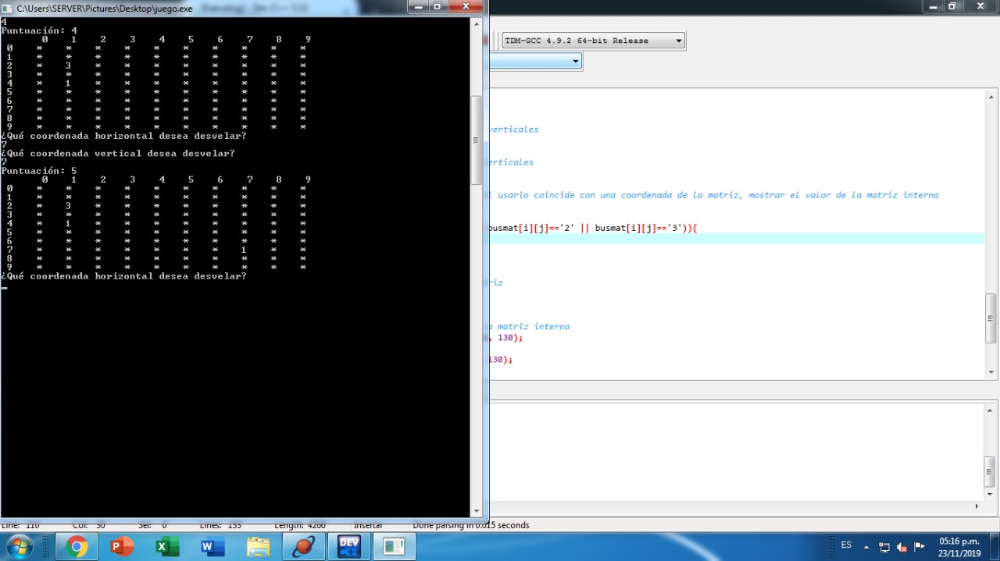 C:\Users\SERVER\Pictures\Desktop\juego.exe
4
Puntuación: 4
0 1 2 3 4 5 6 7 8 9
0 * * * * * * * * * *
1 * * * * * * * * * *
2 * 3 * * * * * * * *
3 * * * * * * * * * *
4 * 1 * * * * * * * *
5 * * * * * * * * * *
6 * * * * * * * * * *
7 * * * * * * * * * *
8 * * * * * * * * * *
9 * * * * * * * * * *
¿Qué coordenada horizontal desea desvelar?
7
¿Qué coordenada vertical desea desvelar?
7
Puntuación: 5
0 1 2 3 4 5 6 7 8 9
0 * * * * * * * * * *
1 * * * * * * * * * *
2 * 3 * * * * * * * *
3 * * * * * * * * * *
4 * 1 * * * * * * * *
5 * * * * * * * * * *
6 * * * * * * * * * *
7 * * * * * * * 1 * *
8 * * * * * * * * * *
9 * * * * * * * * * *
¿Qué coordenada horizontal desea desvelar?
TDM-GCC 4.9.2 64-bit Release
verticales
verticales
l usario coincide con una coordenada de la matriz, mostrar el valor de la matriz interna
busmat[i][j]=='2' || busmat[i][j]=='3')){
riz
a matriz interna
, 130);
130);
Line: 110 Col: 30 Sel: 0 Lines: 135 Length: 4266 Insertar Done parsing in 0.015 seconds
DEV C++
ES
05:16 p.m.
23/11/2019